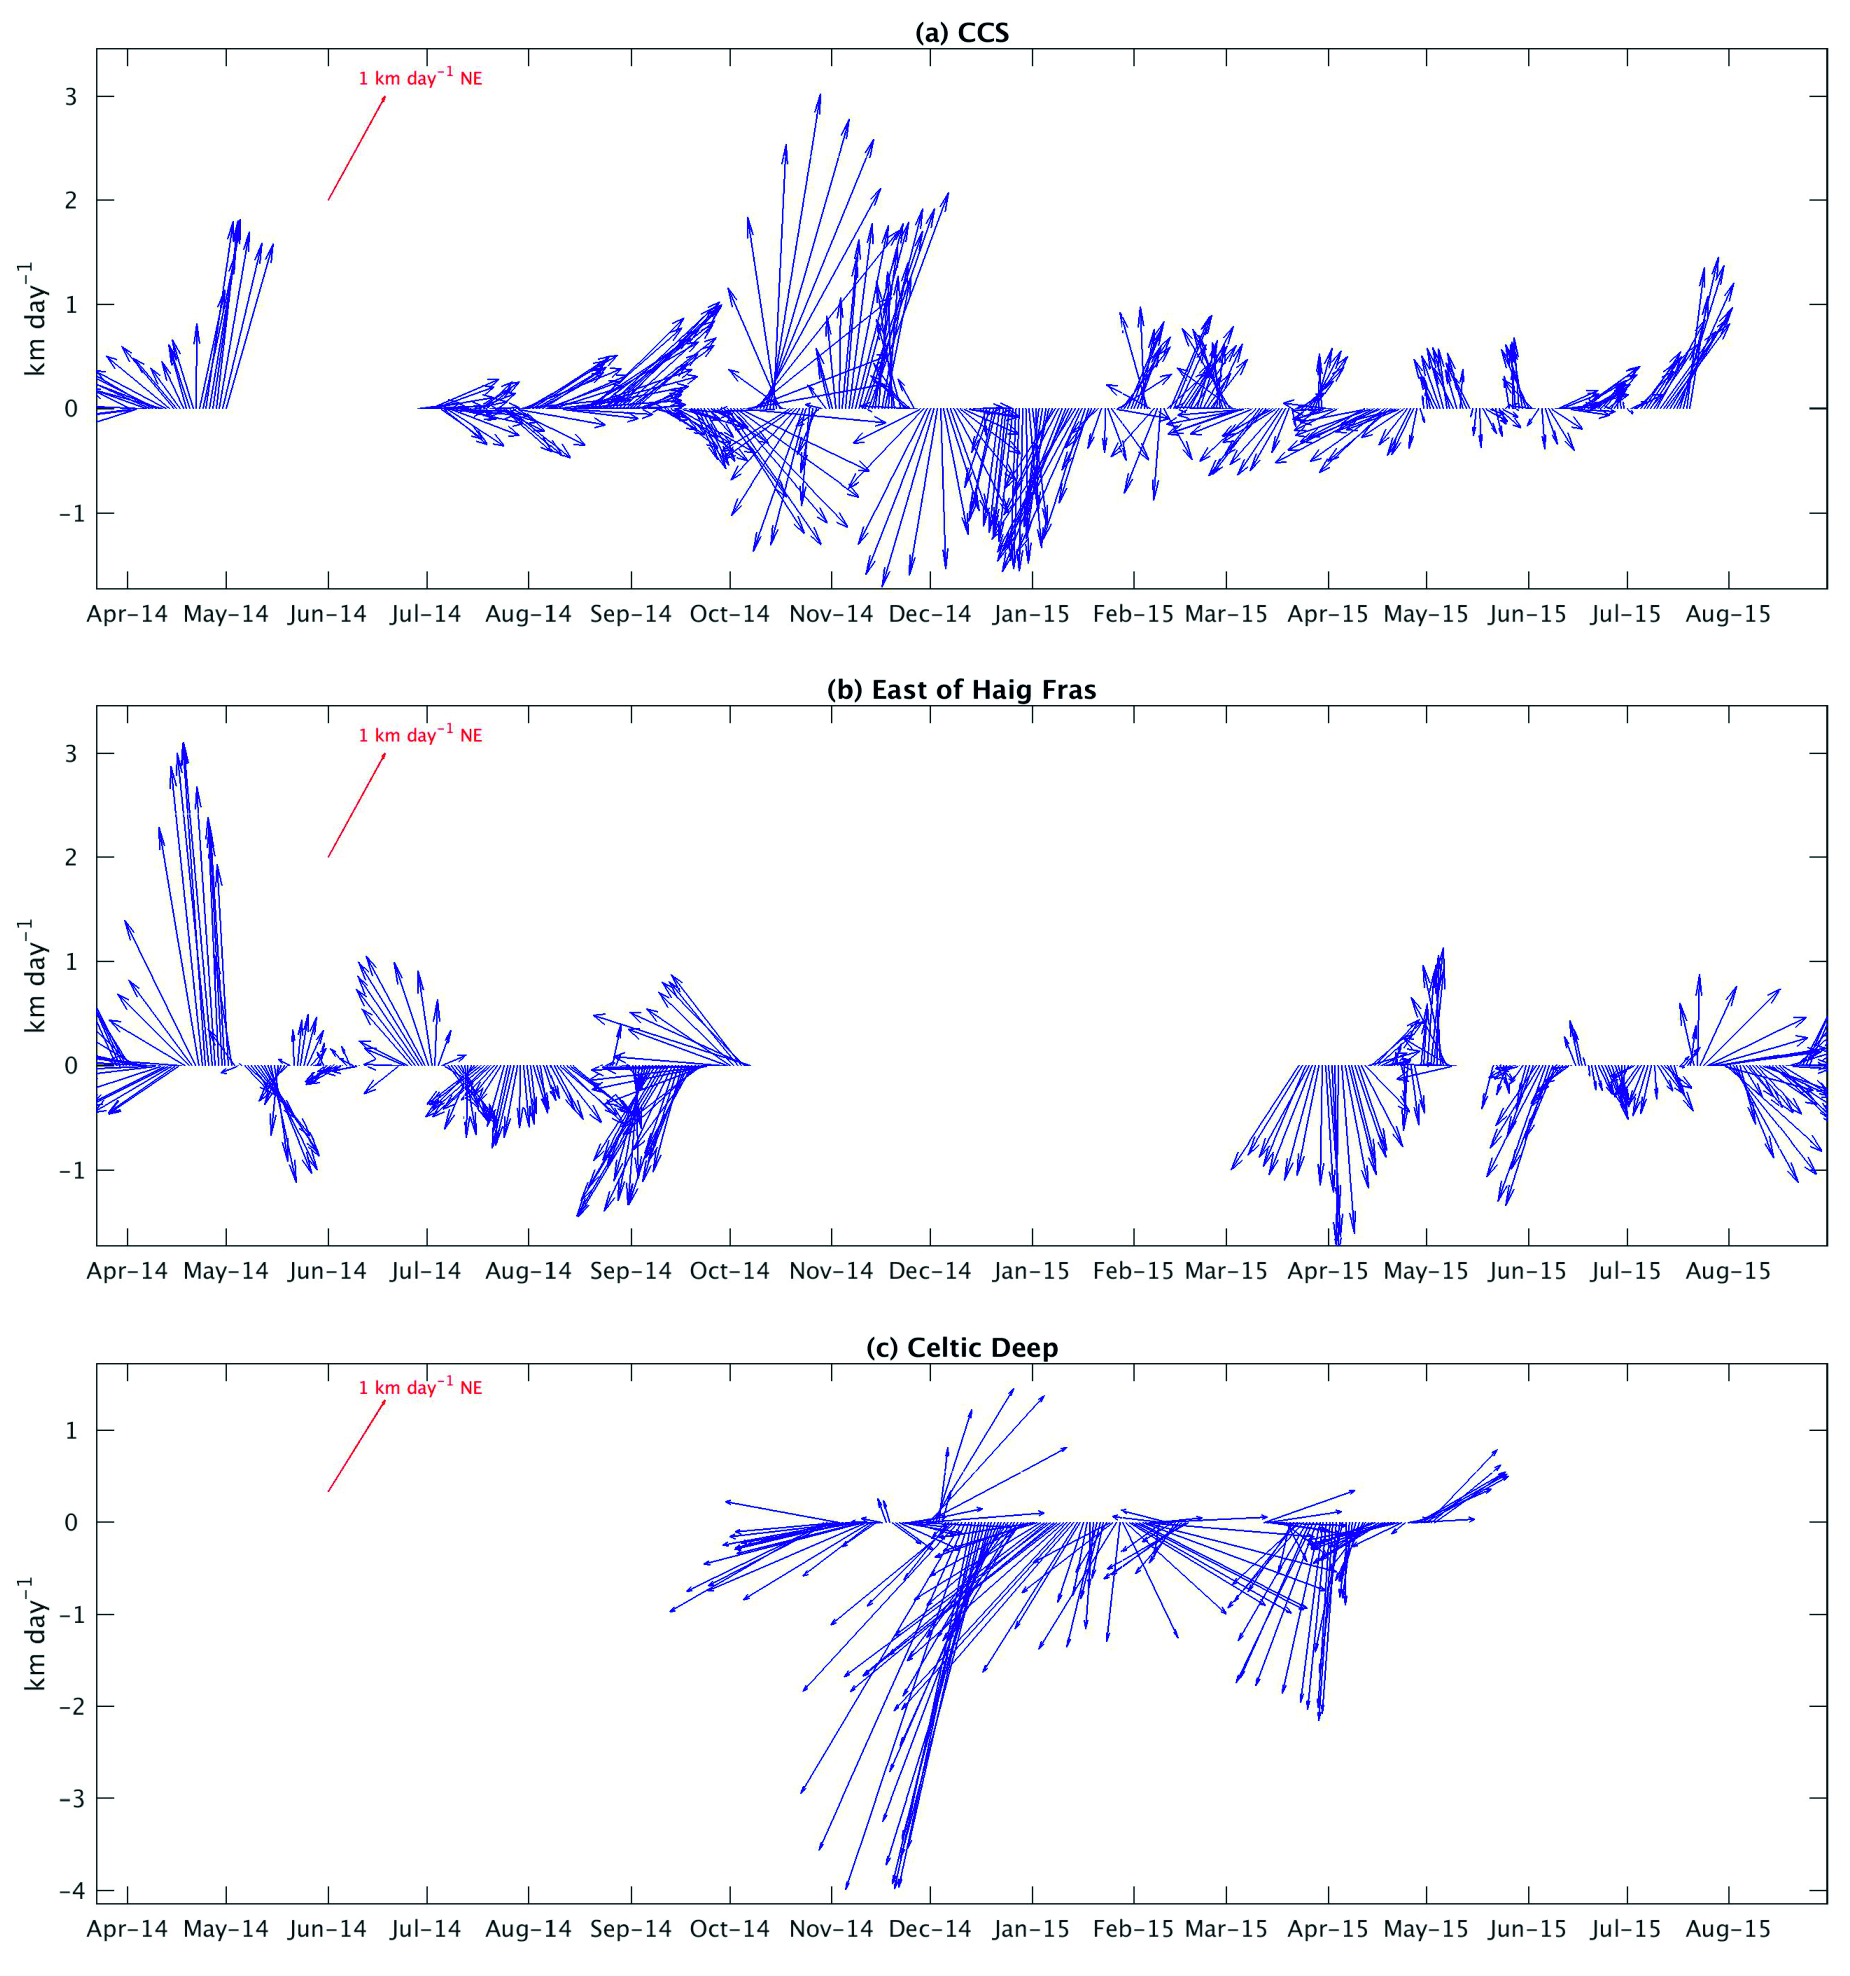 (a) CCS
1 km day⁻¹ NE
3
2
1
0
−1
km day⁻¹
Apr−14 May−14 Jun−14 Jul−14 Aug−14 Sep−14 Oct−14 Nov−14 Dec−14 Jan−15 Feb−15 Mar−15 Apr−15 May−15 Jun−15 Jul−15 Aug−15
(b) East of Haig Fras
1 km day⁻¹ NE
3
2
1
0
−1
km day⁻¹
Apr−14 May−14 Jun−14 Jul−14 Aug−14 Sep−14 Oct−14 Nov−14 Dec−14 Jan−15 Feb−15 Mar−15 Apr−15 May−15 Jun−15 Jul−15 Aug−15
(c) Celtic Deep
1 km day⁻¹ NE
1
0
−1
−2
−3
−4
km day⁻¹
Apr−14 May−14 Jun−14 Jul−14 Aug−14 Sep−14 Oct−14 Nov−14 Dec−14 Jan−15 Feb−15 Mar−15 Apr−15 May−15 Jun−15 Jul−15 Aug−15